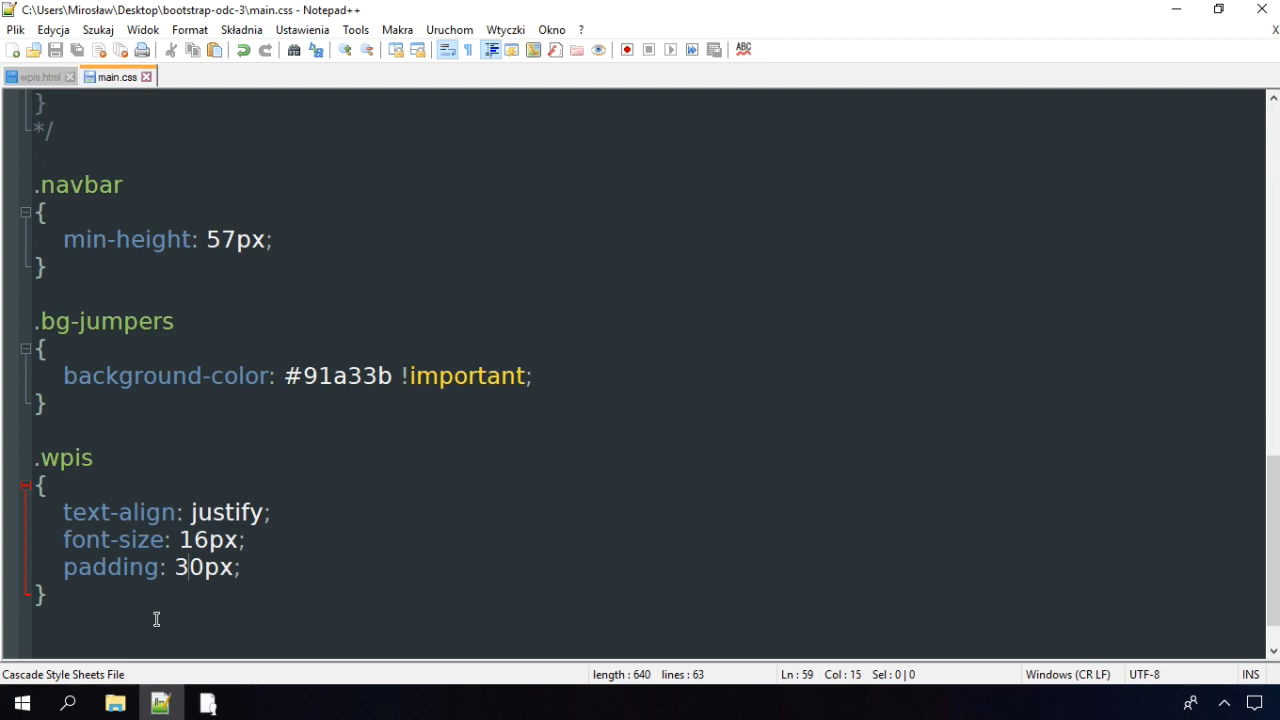 C:\Users\Mirosław\Desktop\bootstrap-odc-3\main.css - Notepad++
Plik Edycja Szukaj Widok Format Składnia Ustawienia Tools Makra Uruchom Wtyczki Okno ? X
ABC
wpis.html main.css
}
*/
.navbar
{
min-height: 57px;
}
.bg-jumpers
{
background-color: #91a33b !important;
}
.wpis
{
text-align: justify;
font-size: 16px;
padding: 30px;
}
Cascade Style Sheets File length : 640 lines : 63 Ln : 59 Col : 15 Sel : 0 | 0 Windows (CR LF) UTF-8 INS